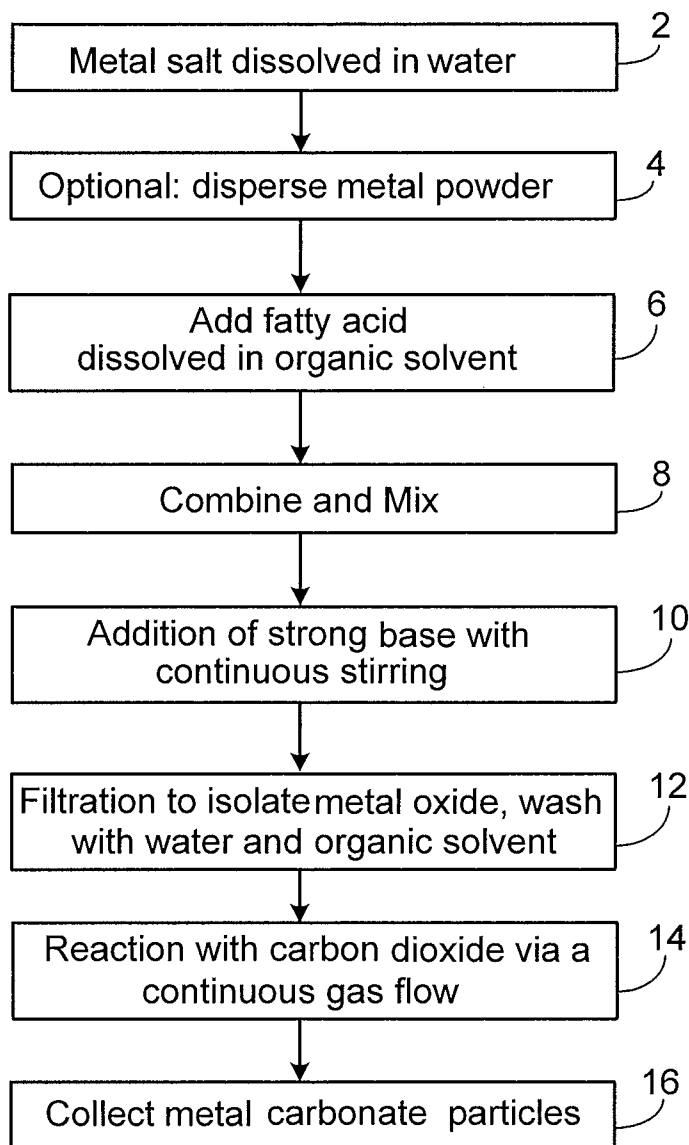 2
Metal salt dissolved in water
4
Optional: disperse metal powder
6
Add fatty acid
dissolved in organic solvent
8
Combine and Mix
10
Addition of strong base with
continuous stirring
12
Filtration to isolate metal oxide, wash
with water and organic solvent
14
Reaction with carbon dioxide via a
continuous gas flow
16
Collect metal carbonate particles